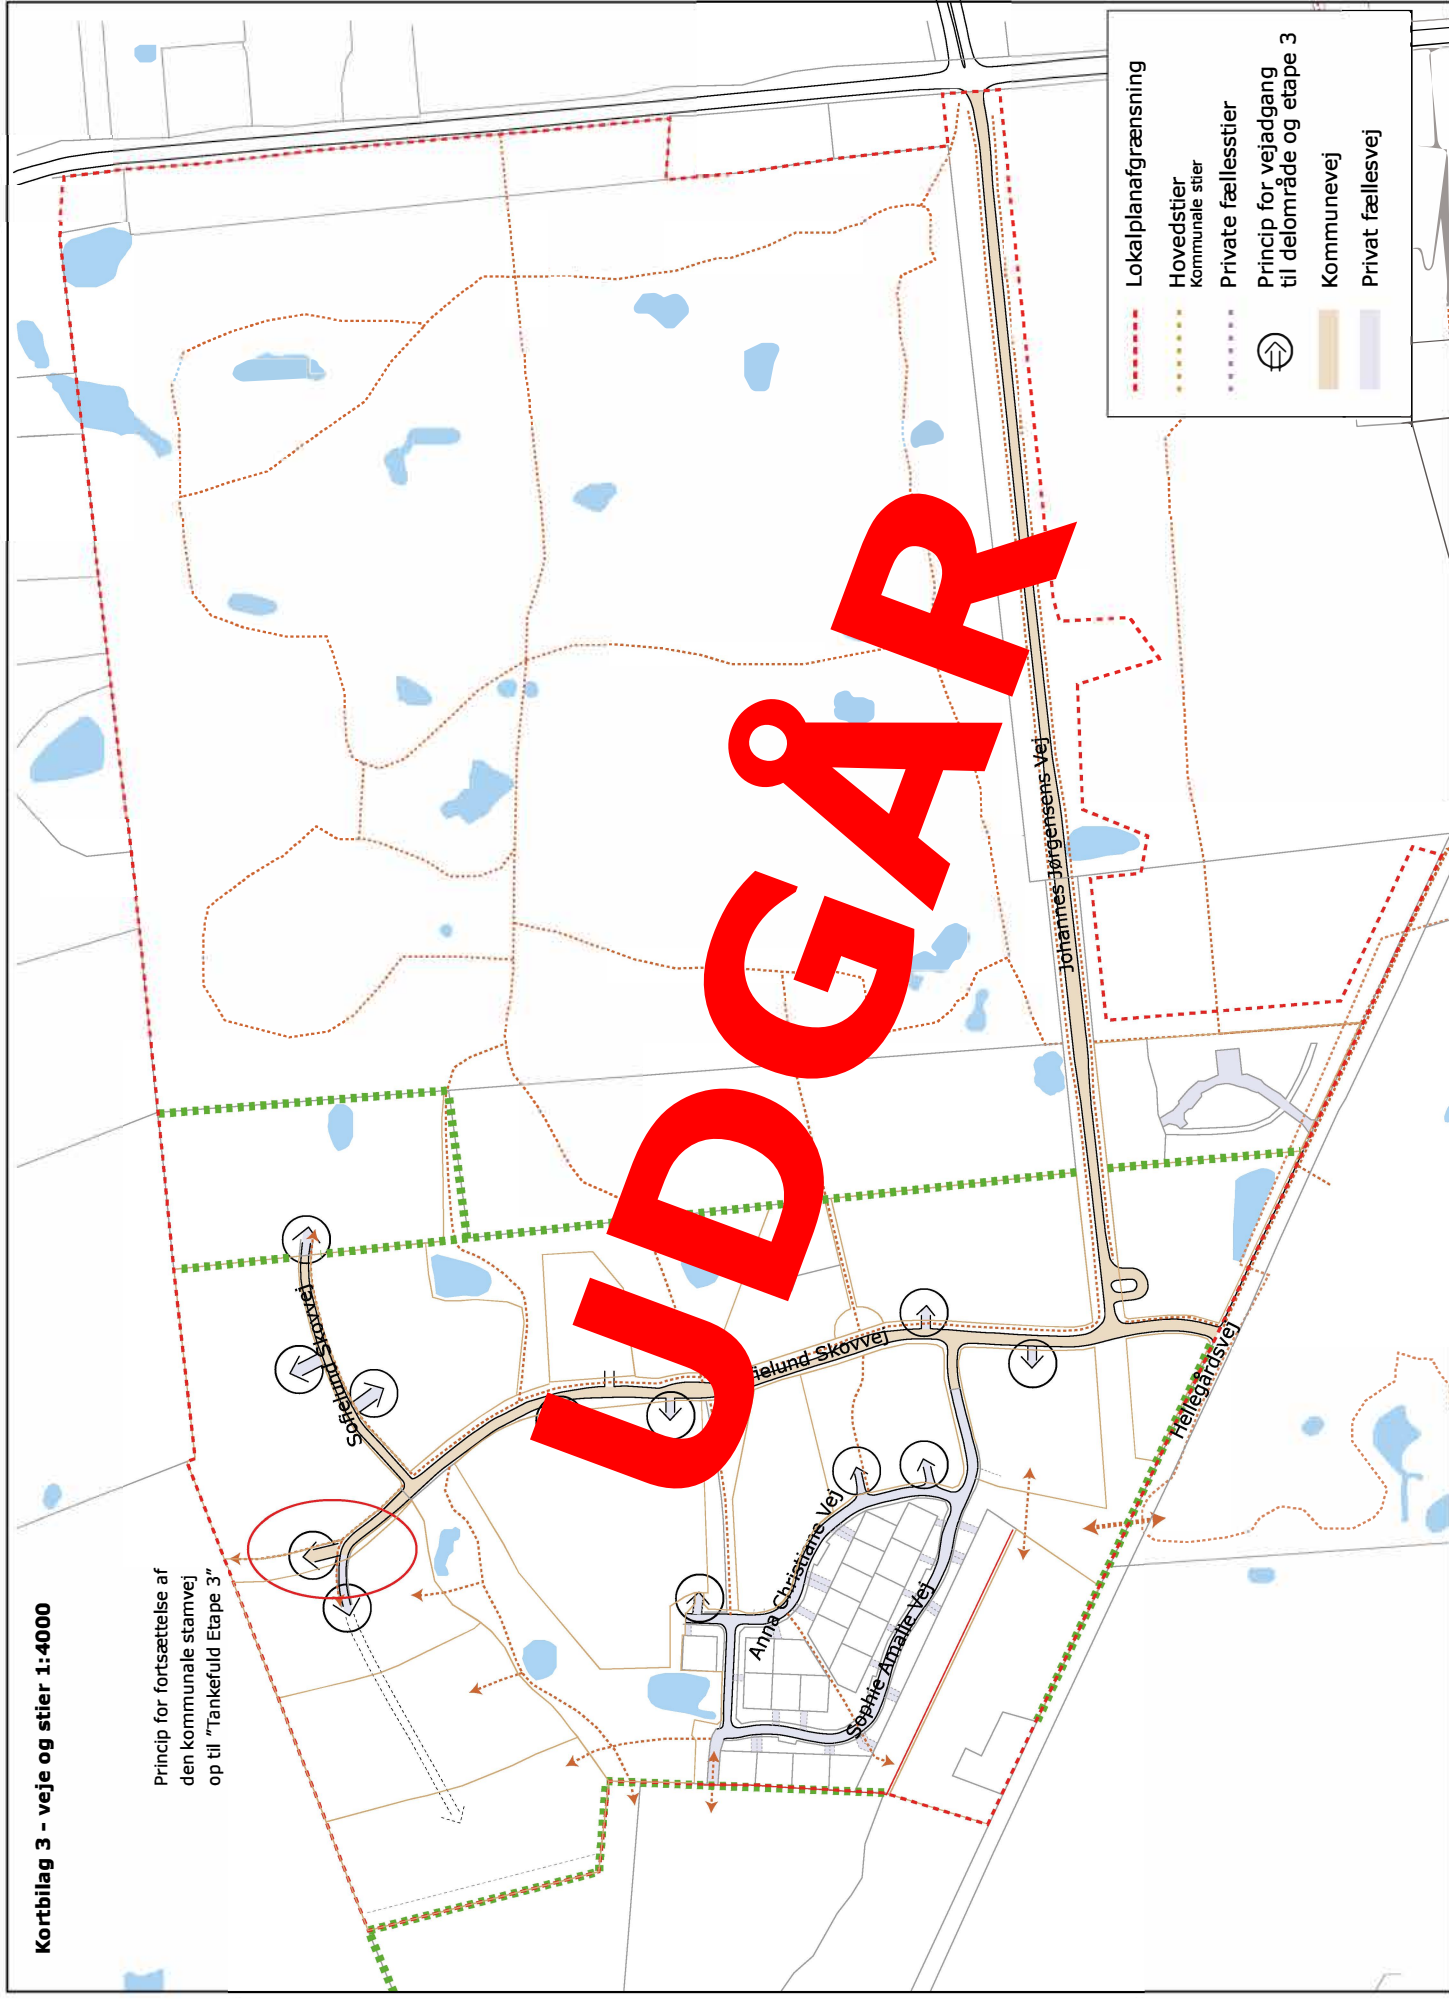 Kortbilag 3 - veje og stier 1:4000
Princip for fortsættelse af
den kommunale stamvej
op til "Tankefuld Etape 3"
Sofielund Skovvej
ielund Skovvej
Anna Christiane Vej
Sophie Amalie Vej
Johannes Jørgensens Vej
Hellegårdsvej
UDGÅR
Lokalplanafgrænsning
Hovedstier
Kommunale stier
Private fællesstier
Princip for vejadgang
til delområde og etape 3
Kommunevej
Privat fællesvej